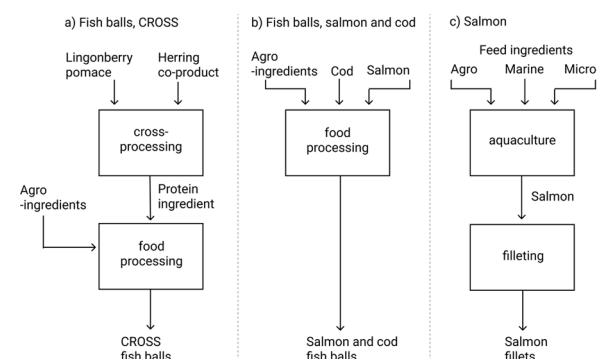 a) Fish balls, CROSS
Lingonberry
pomace
Herring
co-product
cross-
processing
Protein
ingredient
Agro
-ingredients
food
processing
CROSS
fish balls
b) Fish balls, salmon and cod
Agro
-ingredients
Cod
Salmon
food
processing
Salmon and cod
fish balls
c) Salmon
Feed ingredients
Agro
Marine
Micro
aquaculture
Salmon
filleting
Salmon
fillets